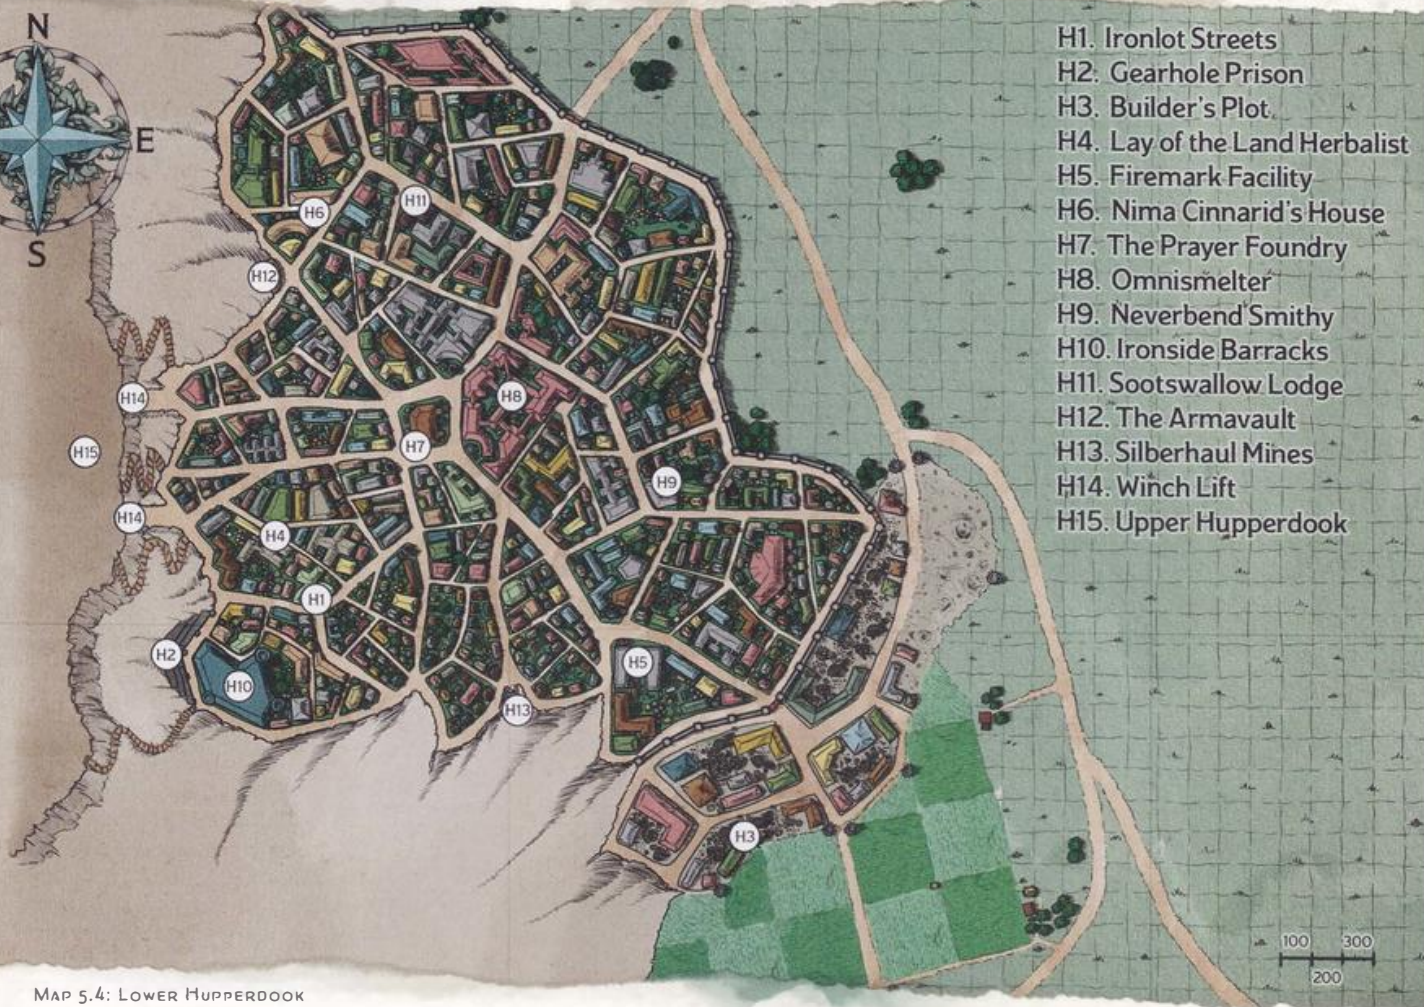 N
E
S
H1. Ironlot Streets
H2. Gearhole Prison
H3. Builder's Plot
H4. Lay of the Land Herbalist
H5. Firemark Facility
H6. Nima Cinnarid's House
H7. The Prayer Foundry
H8. Omnismelter
H9. Neverbend Smithy
H10. Ironside Barracks
H11. Sootswallow Lodge
H12. The Armavault
H13. Silberhaul Mines
H14. Winch Lift
H15. Upper Hupperdook
H11
H6
H12
H14
H8
H7
H15
H9
H14
H4
H1
H2
H5
H10
H13
H3
100 300
200
MAP 5.4: LOWER HUPPERDOOK